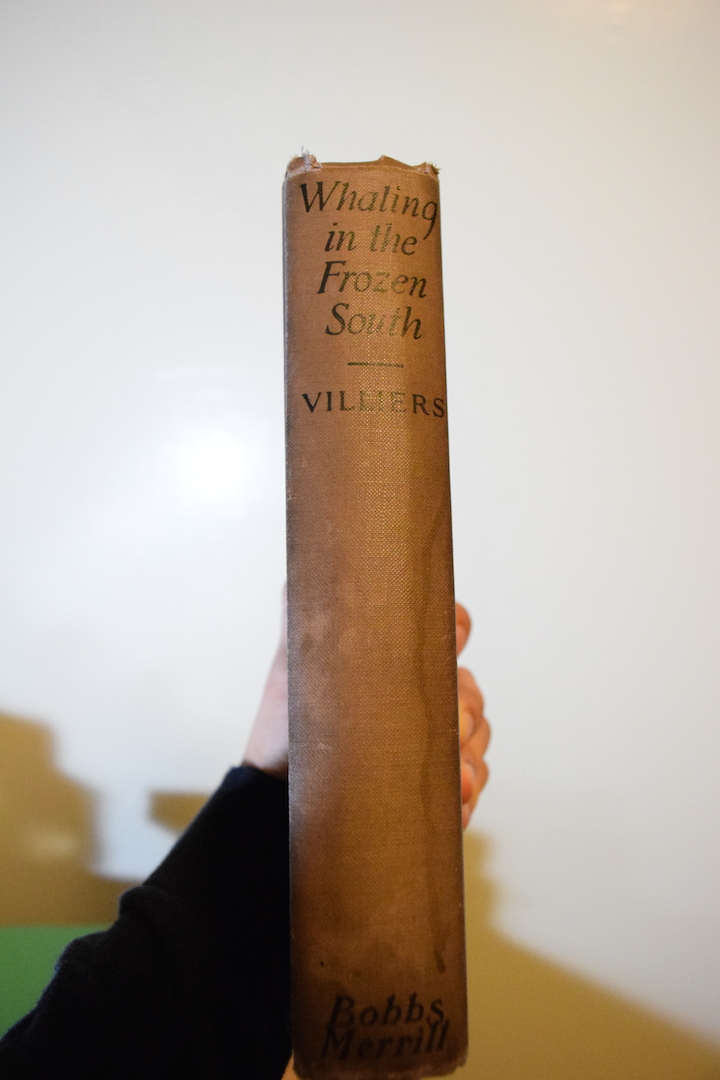 Whaling
in the
Frozen
South
VILLIERS
Bobbs
Merrill